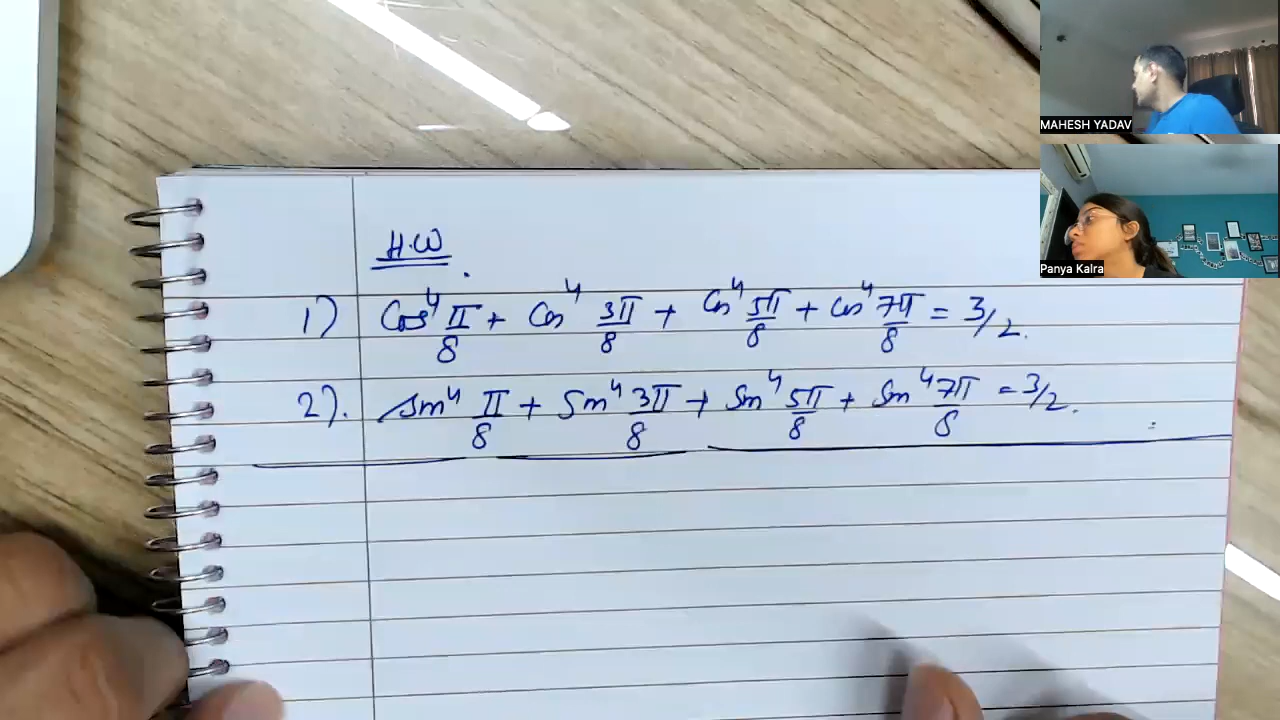 MAHESH YADAV
Panya Kalra
H.W
1) Cos⁴ π/8 + Cos⁴ 3π/8 + Cos⁴ 5π/8 + Cos⁴ 7π/8 = 3/2.
2). Sin⁴ π/8 + Sin⁴ 3π/8 + Sin⁴ 5π/8 + Sin⁴ 7π/8 = 3/2.